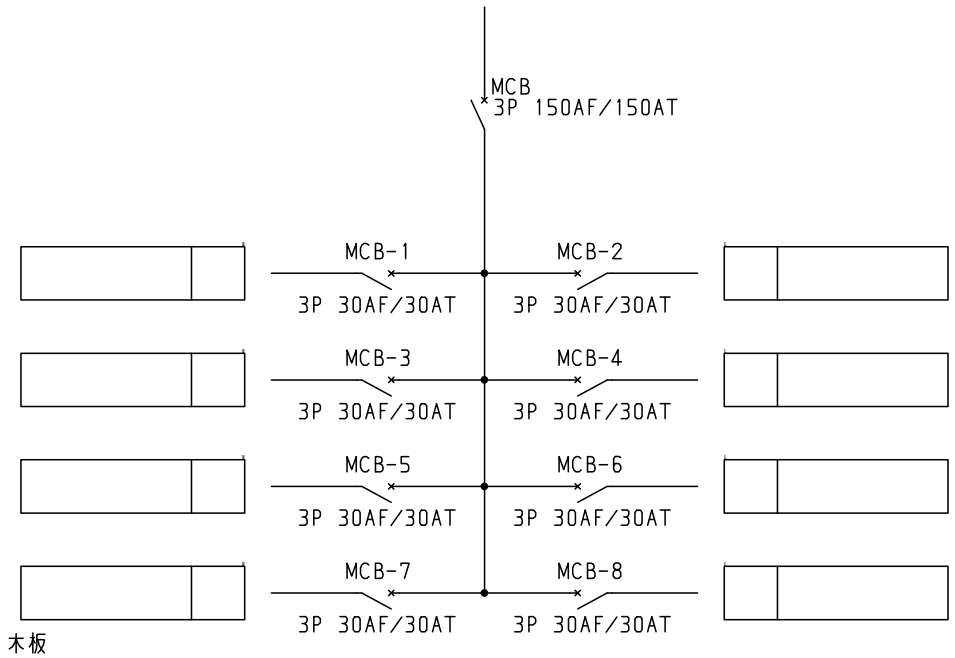 MCB
3P 150AF/150AT
MCB-1 MCB-2
3P 30AF/30AT 3P 30AF/30AT
MCB-3 MCB-4
3P 30AF/30AT 3P 30AF/30AT
MCB-5 MCB-6
3P 30AF/30AT 3P 30AF/30AT
MCB-7 MCB-8
3P 30AF/30AT 3P 30AF/30AT
木板